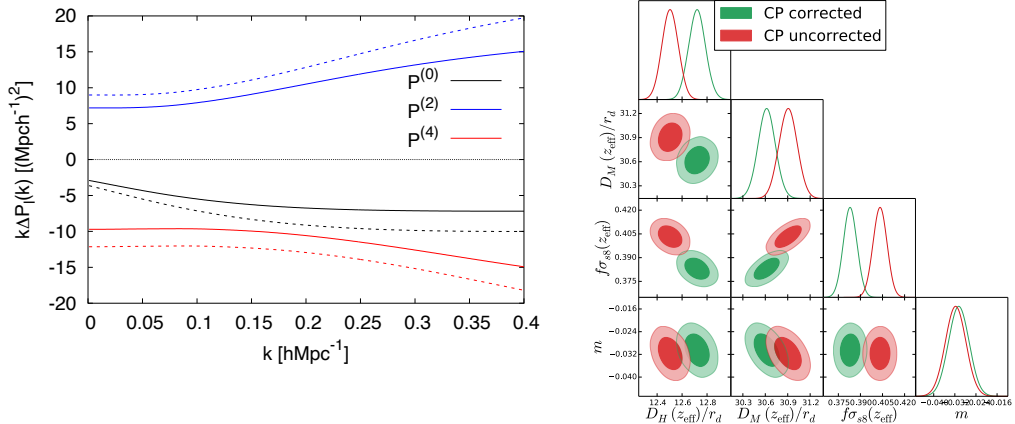 20
15
10
5
0
-5
-10
-15
-20
kΔPₗ(k) [(Mpch⁻¹)²]
P⁽⁰⁾
P⁽²⁾
P⁽⁴⁾
0 0.05 0.1 0.15 0.2 0.25 0.3 0.35 0.4
k [hMpc⁻¹]
CP corrected
CP uncorrected
D_M (z_eff)/r_d
31.2
30.9
30.6
30.3
fσ_s8(z_eff)
0.420
0.405
0.390
0.375
m
−0.016
−0.024
−0.032
−0.040
12.4 12.6 12.8
D_H (z_eff)/r_d
30.3 30.6 30.9 31.2
D_M (z_eff)/r_d
0.375 0.390 0.405 0.420
fσ_s8(z_eff)
−0.016
m